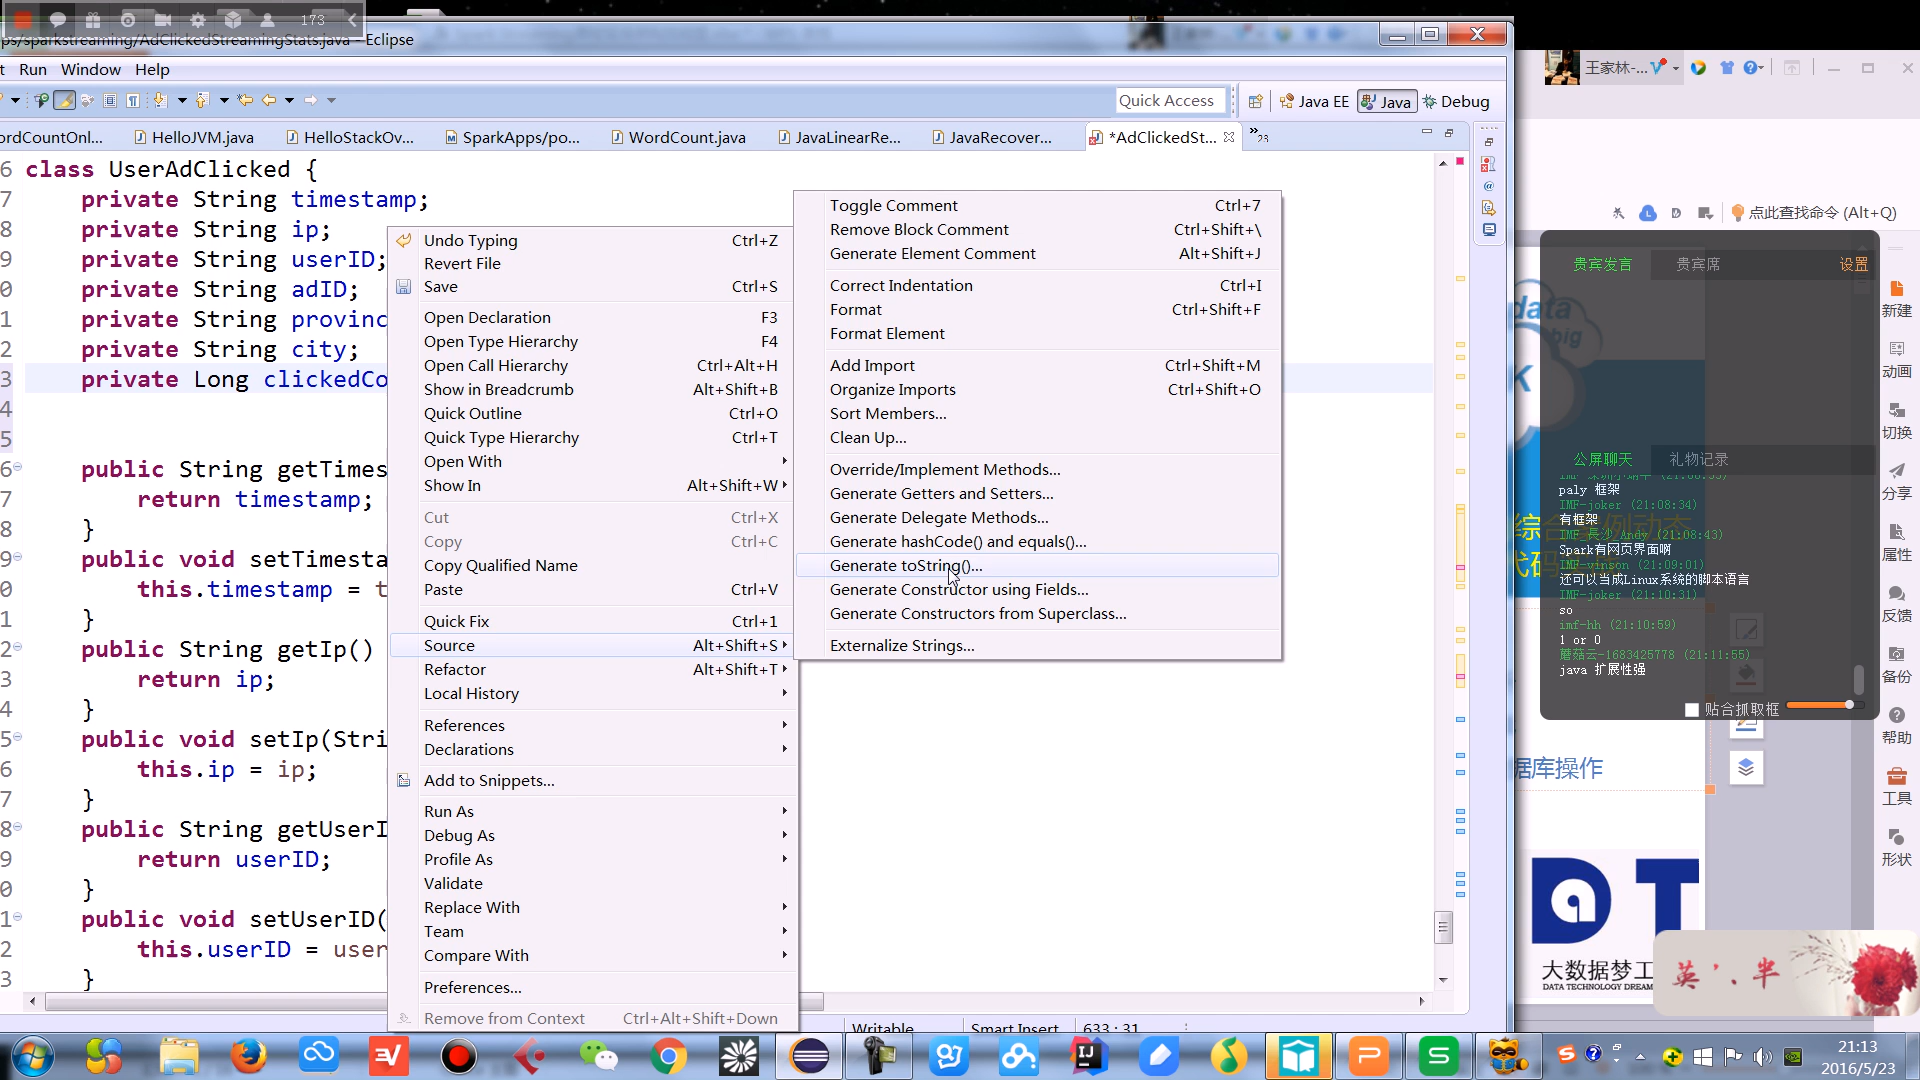 173
ps/sparkstreaming/AdClickedStreamingStats.java - Eclipse
t Run Window Help
Quick Access
Java EE Java Debug
ordCountOnl... HelloJVM.java HelloStackOv... SparkApps/po... WordCount.java JavaLinearRe... JavaRecover... *AdClickedSt... »23
6 class UserAdClicked {
7 private String timestamp;
8 private String ip;
9 private String userID;
0 private String adID;
1 private String provinc
2 private String city;
3 private Long clickedCo
4
5
6 public String getTimes
7 return timestamp;
8 }
9 public void setTimesta
0 this.timestamp = t
1 }
2 public String getIp()
3 return ip;
4 }
5 public void setIp(Stri
6 this.ip = ip;
7 }
8 public String getUserI
9 return userID;
0 }
1 public void setUserID(
2 this.userID = user
3 }
Undo Typing Ctrl+Z
Revert File
Save Ctrl+S
Open Declaration F3
Open Type Hierarchy F4
Open Call Hierarchy Ctrl+Alt+H
Show in Breadcrumb Alt+Shift+B
Quick Outline Ctrl+O
Quick Type Hierarchy Ctrl+T
Open With
Show In Alt+Shift+W
Cut Ctrl+X
Copy Ctrl+C
Copy Qualified Name
Paste Ctrl+V
Quick Fix Ctrl+1
Source Alt+Shift+S
Refactor Alt+Shift+T
Local History
References
Declarations
Add to Snippets...
Run As
Debug As
Profile As
Validate
Replace With
Team
Compare With
Preferences...
Remove from Context Ctrl+Alt+Shift+Down
Toggle Comment Ctrl+7
Remove Block Comment Ctrl+Shift+\
Generate Element Comment Alt+Shift+J
Correct Indentation Ctrl+I
Format Ctrl+Shift+F
Format Element
Add Import Ctrl+Shift+M
Organize Imports Ctrl+Shift+O
Sort Members...
Clean Up...
Override/Implement Methods...
Generate Getters and Setters...
Generate Delegate Methods...
Generate hashCode() and equals()...
Generate toString()...
Generate Constructor using Fields...
Generate Constructors from Superclass...
Externalize Strings...
Writable Smart Insert 633 : 31
王家林-...
点此查找命令 (Alt+Q)
贵宾发言 贵宾席 设置
data
big
公屏聊天 礼物记录
paly 框架
IMF-joker (21:08:34)
有框架
IMF 長沙 Andy (21:08:43)
Spark有网页界面啊
IMF-vinson (21:09:01)
还可以当成Linux系统的脚本语言
IMF-joker (21:10:31)
so
imf-hh (21:10:59)
1 or 0
蘑菇云-1683425778 (21:11:55)
java 扩展性强
贴合抓取框
新建
动画
切换
分享
属性
反馈
备份
帮助
工具
形状
据库操作
大数据梦工
DATA TECHNOLOGY DREAM
21:13
2016/5/23